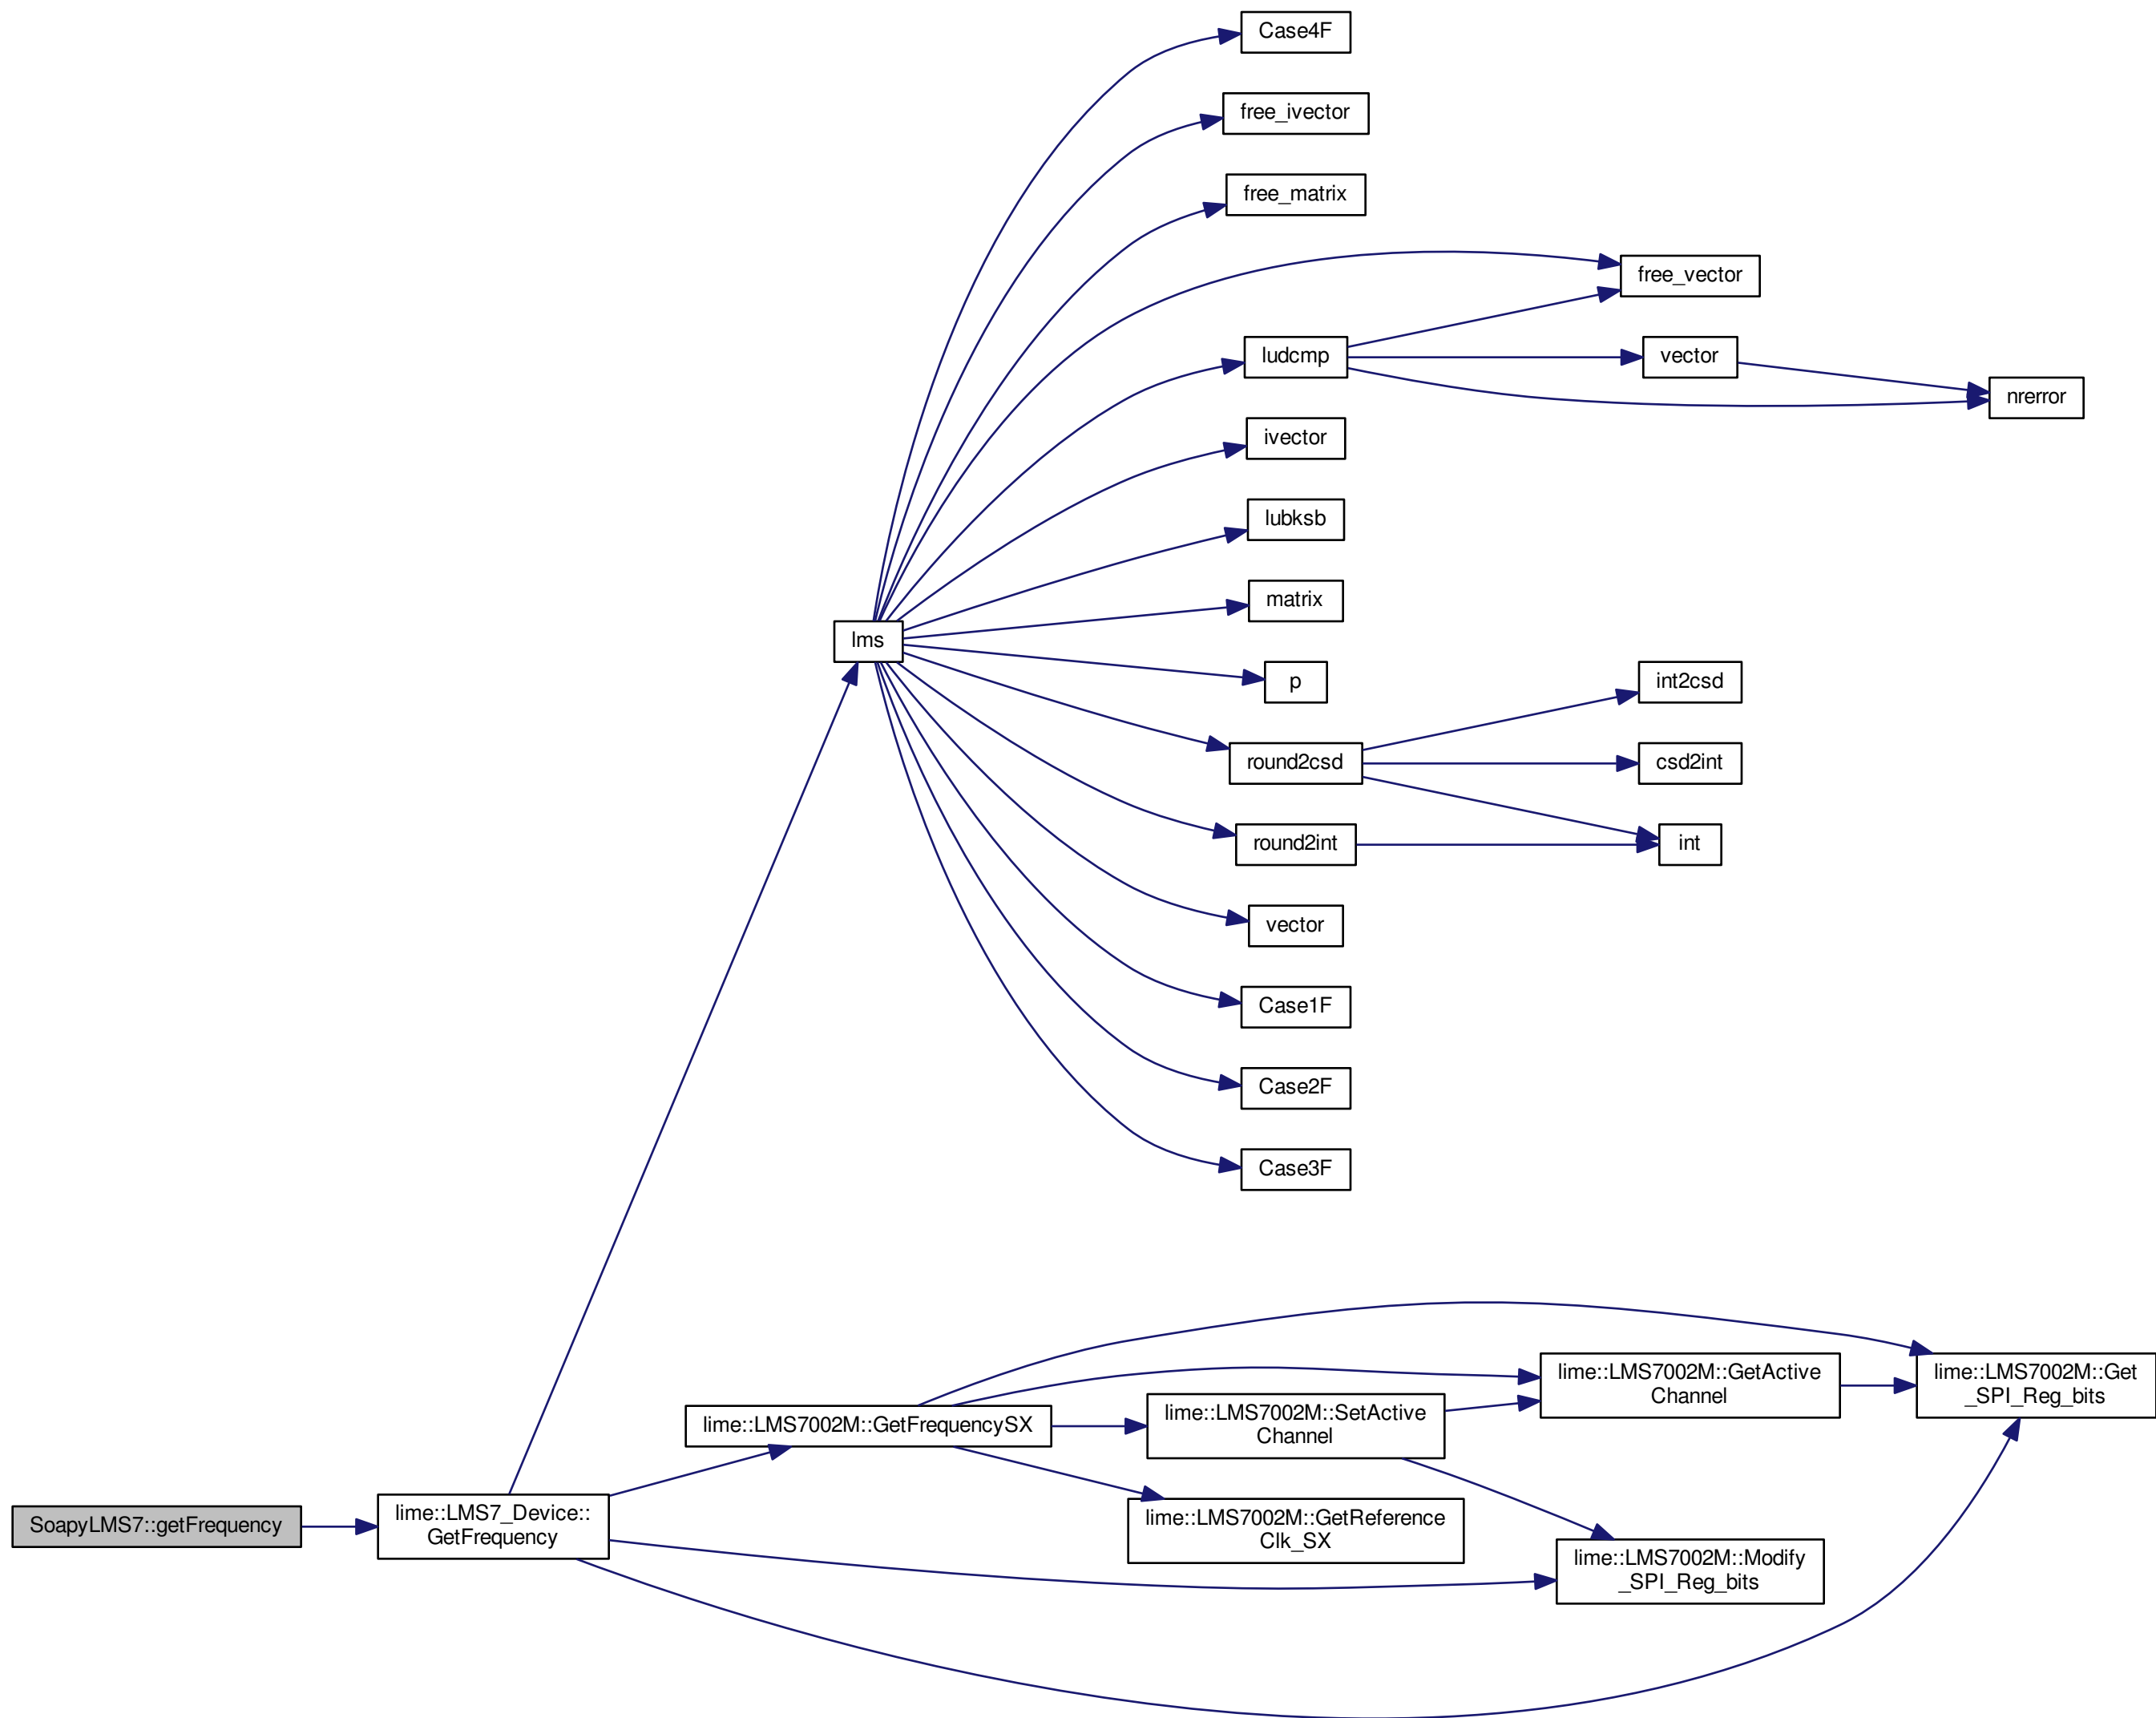 Case4F
free_ivector
free_matrix
free_vector
ludcmp
vector
nrerror
ivector
lubksb
matrix
lms
p
int2csd
round2csd
csd2int
round2int
int
vector
Case1F
Case2F
Case3F
lime::LMS7002M::GetActive
Channel
lime::LMS7002M::Get
_SPI_Reg_bits
lime::LMS7002M::GetFrequencySX
lime::LMS7002M::SetActive
Channel
SoapyLMS7::getFrequency
lime::LMS7_Device::
GetFrequency
lime::LMS7002M::GetReference
Clk_SX
lime::LMS7002M::Modify
_SPI_Reg_bits